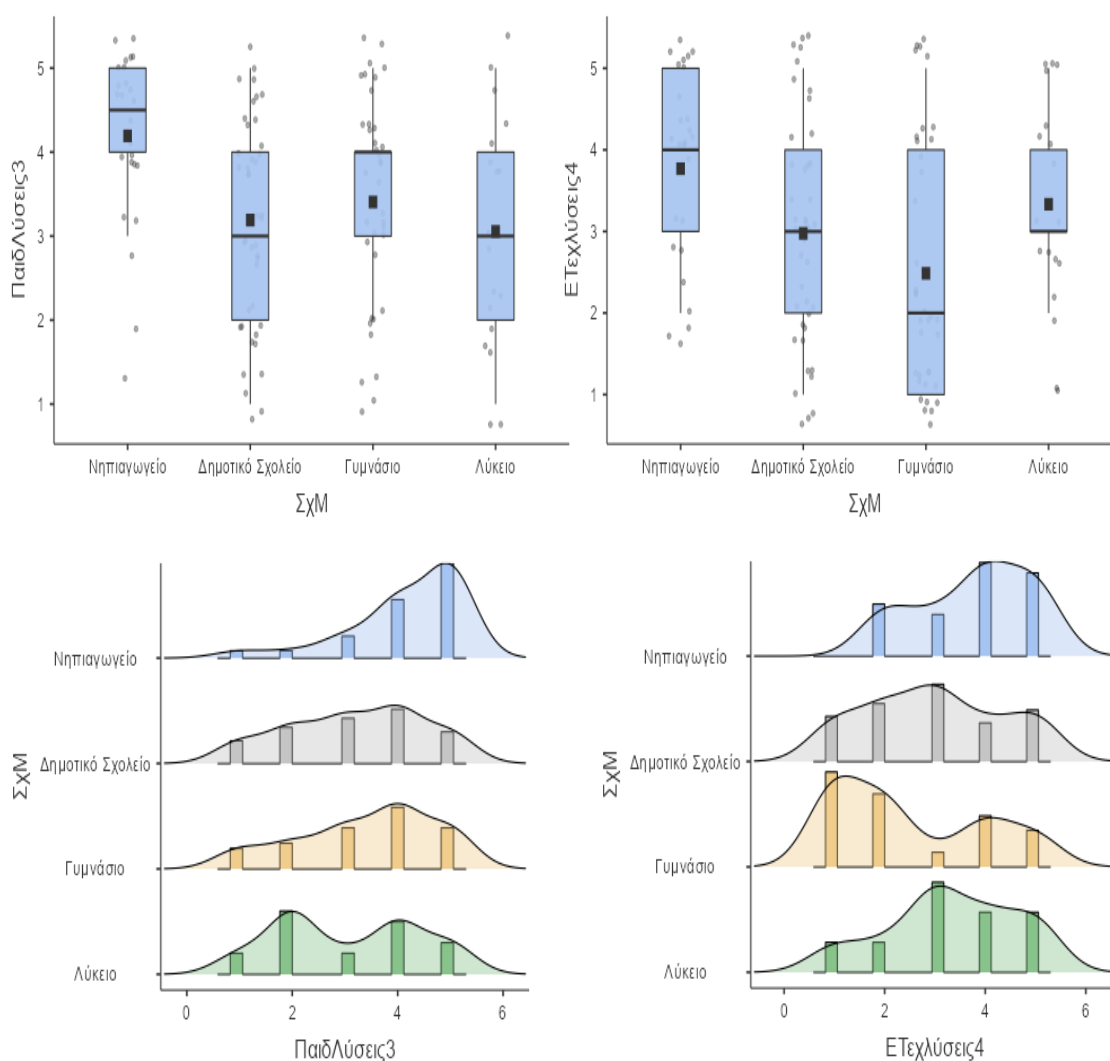 ΠαιδΛύσεις3
5
4
3
2
1
Νηπιαγωγείο Δημοτικό Σχολείο Γυμνάσιο Λύκειο
ΣχΜ
ΕΤεχλύσεις4
5
4
3
2
1
Νηπιαγωγείο Δημοτικό Σχολείο Γυμνάσιο Λύκειο
ΣχΜ
ΣχΜ
Νηπιαγωγείο
Δημοτικό Σχολείο
Γυμνάσιο
Λύκειο
0 2 4 6
ΠαιδΛύσεις3
ΣχΜ
Νηπιαγωγείο
Δημοτικό Σχολείο
Γυμνάσιο
Λύκειο
0 2 4 6
ΕΤεχλύσεις4